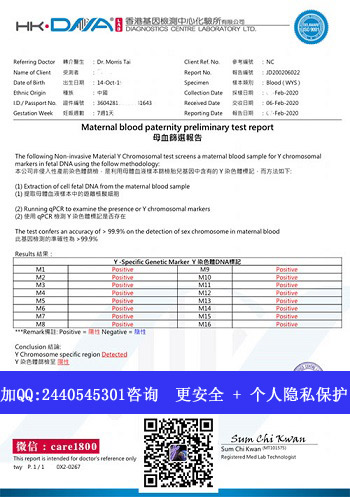 HK DNA LAB 香港基因檢測中心化驗所有限公司
DIAGNOSTICS CENTRE LABORATORY LTD.
Referring Doctor 轉介醫生 : Dr. Morris Tai Client Ref. No. 參考編號 : NC
Name of Client 受測者 : Report No. 報告編號 : JD200206022
Date of Birth 出生日期 : 14-Oct-1 Specimen 樣本類別 : Blood ( WYS )
Ethnic Origin 種族 : 中國 Collection Date 採樣日期 : Feb-2020
I.D./ Passport No. 證件號碼 : 3604281 1643 Received Date 交收日期 : 06-Feb-2020
Gestation Week 妊娠週數 : 7週1天 Reported Date 報告日期 : Feb-2020
Maternal blood paternity preliminary test report
母血篩選報告
The following Non-invasive Material Y Chromosomal test screens a maternal blood sample for Y chromosomal
markers in fetal DNA using the follow methodology:
本公司非侵入性產前染色體篩檢，是利用母體血液樣本篩檢胎兒基因中含有的 Y 染色體標記，而方法如下:
(1) Extraction of cell fetal DNA from the maternal blood sample
(1) 提取母體血液樣本中的游離核酸細胞
(2) Running qPCR to examine the presence or Y chromosomal markers
(2) 使用 qPCR 檢測 Y 染色體標記是否存在
The test confers an accuracy of > 99.9% on the detection of sex chromosome in maternal blood
此基因檢測的準確性為 >99.9%
Results 結果 :
Y -Specific Genetic Marker Y 染色體DNA標記
M1 Positive M9 Positive
M2 Positive M10 Positive
M3 Positive M11 Positive
M4 Positive M12 Positive
M5 Positive M13 Positive
M6 Positive M14 Positive
M7 Positive M15 Positive
M8 Positive M16 Positive
***Remark備註: Positive = 陽性 Negative = 陰性
Conclusion 結論:
Y Chromosome specific region Detected
Y 染色體篩檢呈 陽性
加QQ:2440545301咨询 更安全 + 个人隐私保护
微信：care1800
Sum Chi Kwan
Sum Chi Kwan (MT101575)
Registered Med Lab Technologist
This report is intended for doctor's reference only
twy P. 1 / 1 DX2-0267